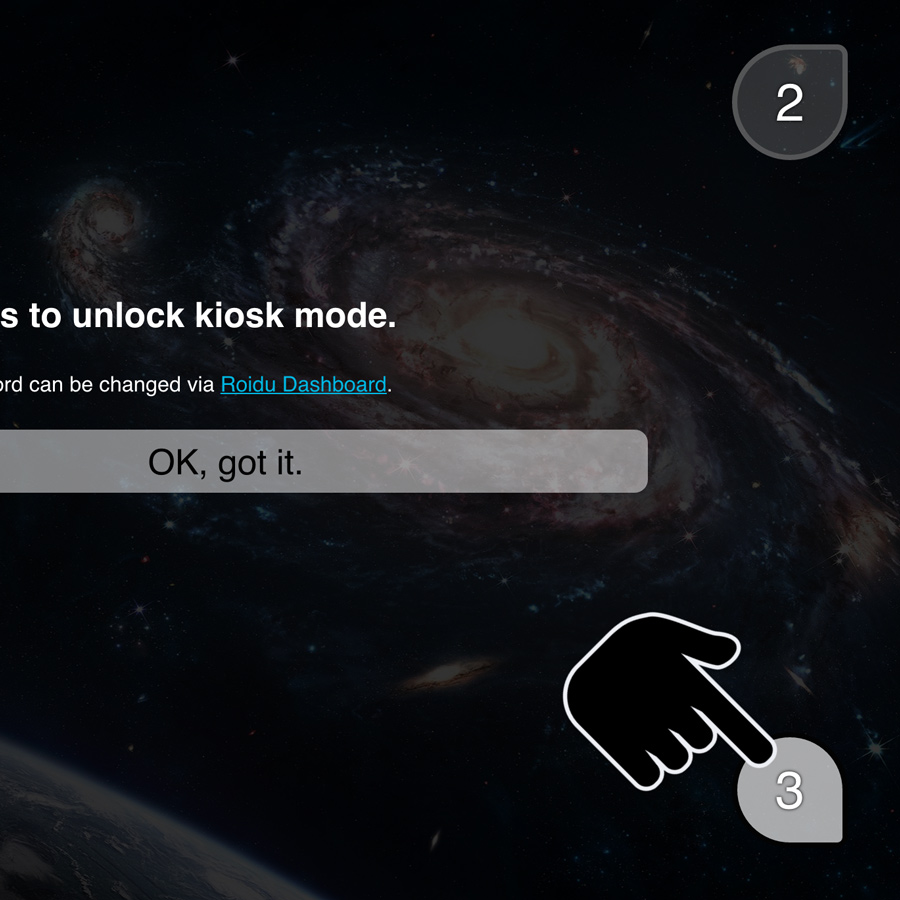 2
s to unlock kiosk mode.
ord can be changed via Roidu Dashboard.
OK, got it.
3